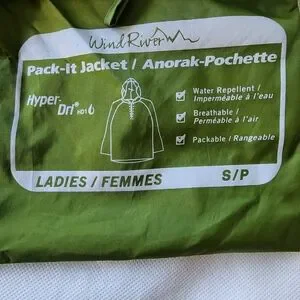 WindRiver
Pack-it Jacket / Anorak-Pochette
Hyper-
Dri® HD1
Water Repellent /
Imperméable à l'eau
Breathable /
Perméable à l'air
Packable / Rangeable
LADIES / FEMMES S/P